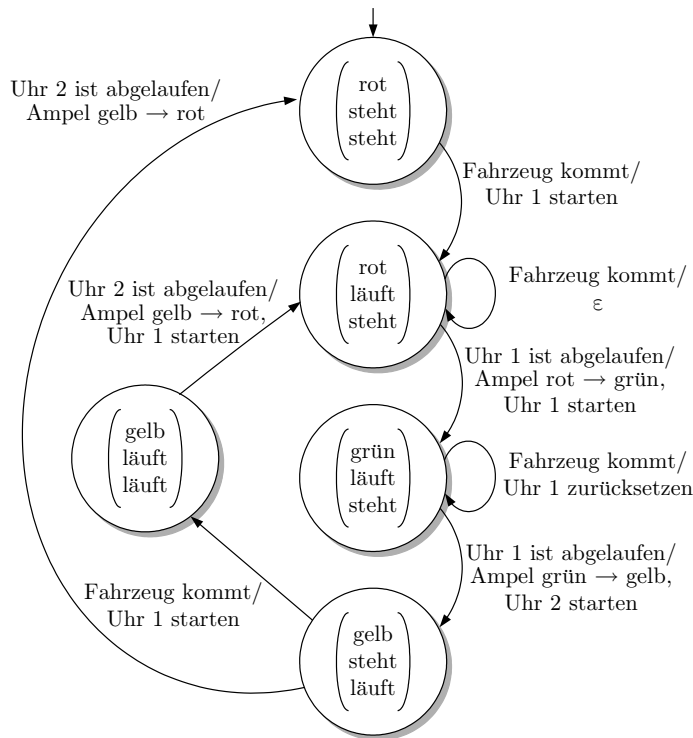 Uhr 2 ist abgelaufen/
Ampel gelb → rot
rot
steht
steht
Fahrzeug kommt/
Uhr 1 starten
rot
läuft
steht
Fahrzeug kommt/
ε
Uhr 2 ist abgelaufen/
Ampel gelb → rot,
Uhr 1 starten
Uhr 1 ist abgelaufen/
Ampel rot → grün,
Uhr 1 starten
gelb
läuft
läuft
grün
läuft
steht
Fahrzeug kommt/
Uhr 1 zurücksetzen
Uhr 1 ist abgelaufen/
Ampel grün → gelb,
Uhr 2 starten
Fahrzeug kommt/
Uhr 1 starten
gelb
steht
läuft